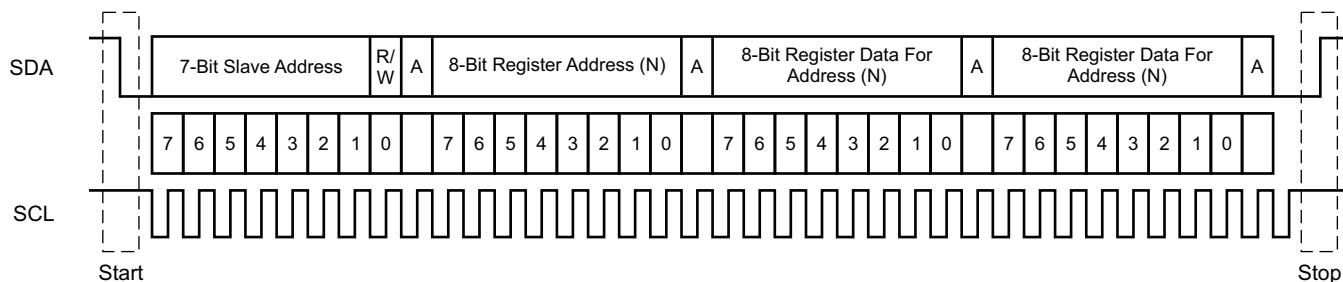 SDA
7-Bit Slave Address
R/
W
A
8-Bit Register Address (N)
A
8-Bit Register Data For
Address (N)
A
8-Bit Register Data For
Address (N)
A
7 6 5 4 3 2 1 0 7 6 5 4 3 2 1 0 7 6 5 4 3 2 1 0 7 6 5 4 3 2 1 0
SCL
Start
Stop